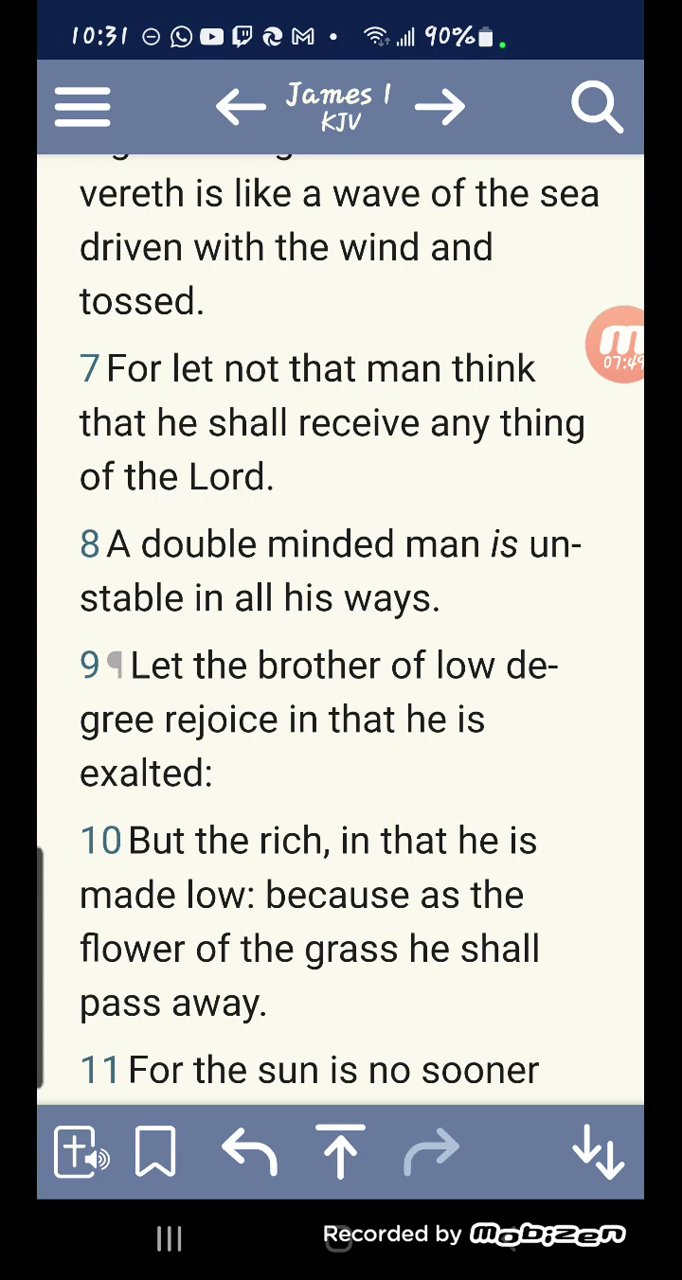 10:31 90%
James 1
KJV
vereth is like a wave of the sea
driven with the wind and
tossed.
07:49
7 For let not that man think
that he shall receive any thing
of the Lord.
8 A double minded man is un-
stable in all his ways.
9 ¶ Let the brother of low de-
gree rejoice in that he is
exalted:
10 But the rich, in that he is
made low: because as the
flower of the grass he shall
pass away.
11 For the sun is no sooner
Recorded by mobizen